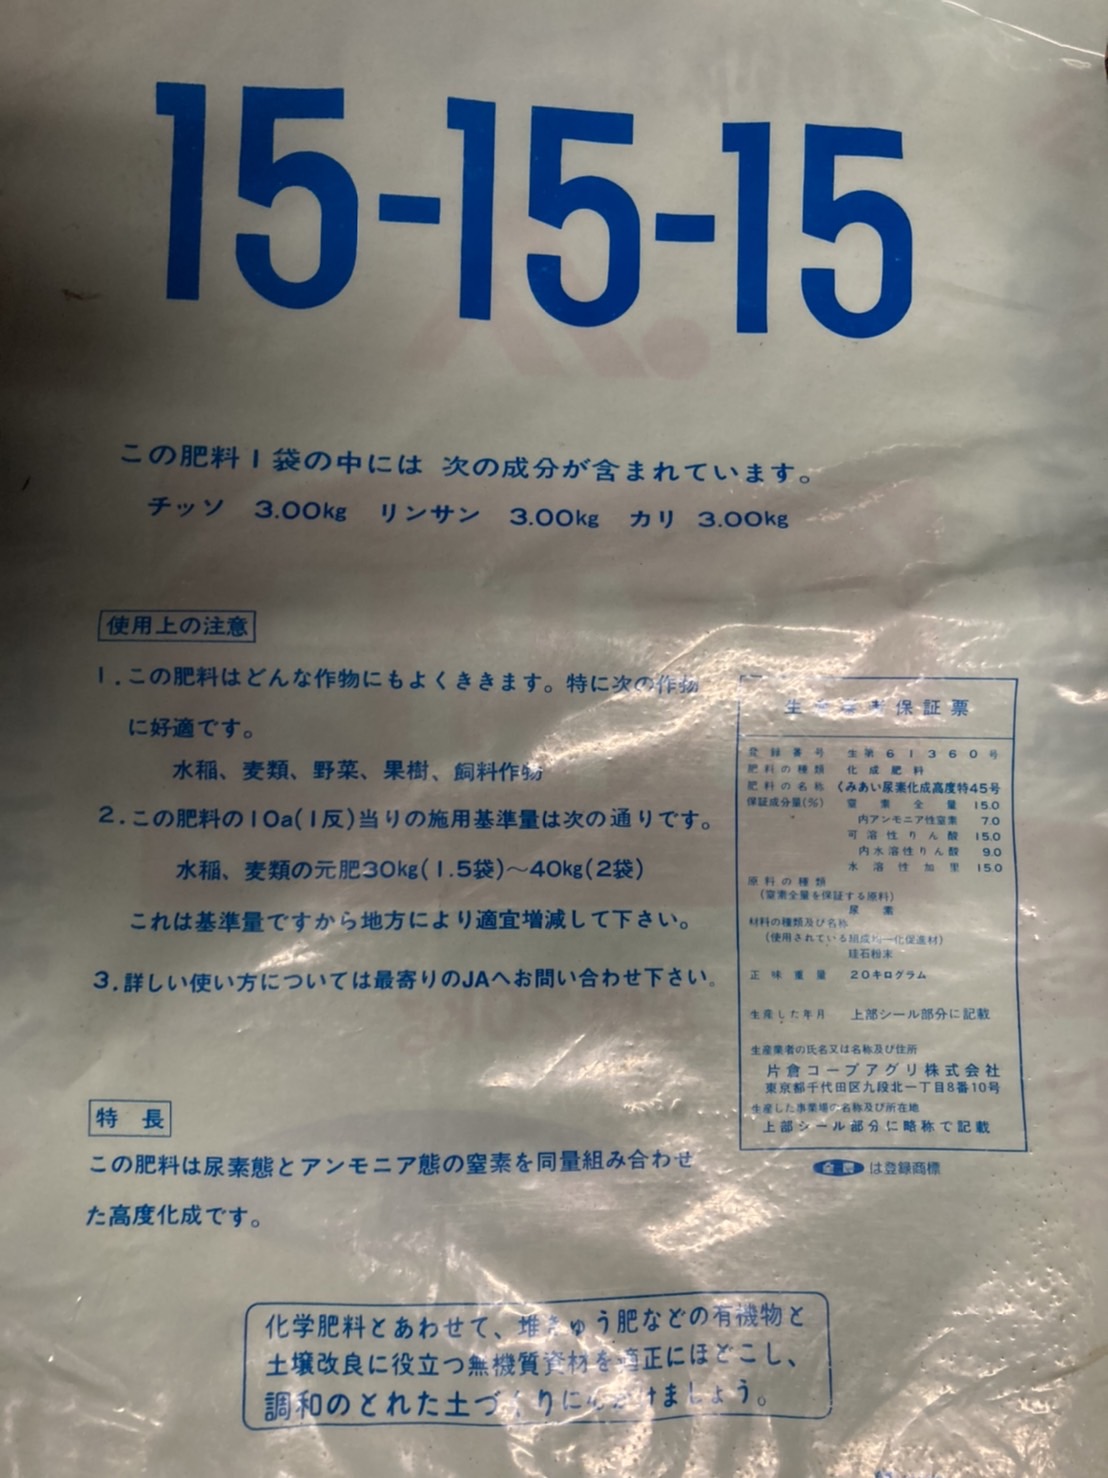 15-15-15
この肥料1袋の中には 次の成分が含まれています。
チッソ 3.00kg リンサン 3.00kg カリ 3.00kg
使用上の注意
1.この肥料はどんな作物にもよくききます。特に次の作物
に好適です。
水稲、麦類、野菜、果樹、飼料作物
2.この肥料の10a(1反)当りの施用基準量は次の通りです。
水稲、麦類の元肥30kg(1.5袋)〜40kg(2袋)
これは基準量ですから地方により適宜増減して下さい。
3.詳しい使い方については最寄りのJAへお問い合わせ下さい。
特長
この肥料は尿素態とアンモニア態の窒素を同量組み合わせ
た高度化成です。
生産業者保証票
登録番号 生第61360号
肥料の種類 化成肥料
肥料の名称 くみあい尿素化成高度特45号
保証成分量(%) 窒素全量 15.0
内アンモニア性窒素 7.0
可溶性りん酸 15.0
内水溶性りん酸 9.0
水溶性加里 15.0
原料の種類
(窒素全量を保証する原料)
尿素
材料の種類及び名称
(使用されている組成均一化促進材)
珪石粉末
正味重量 20キログラム
生産した年月 上部シール部分に記載
生産業者の氏名又は名称及び住所
片倉コープアグリ株式会社
東京都千代田区九段北一丁目8番10号
生産した事業場の名称及び所在地
上部シール部分に略称で記載
は登録商標
化学肥料とあわせて、堆きゅう肥などの有機物と
土壌改良に役立つ無機質資材を適正にほどこし、
調和のとれた土づくりに心がけましょう。